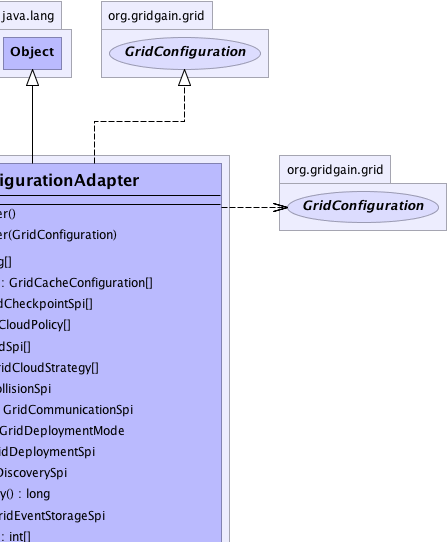 java.lang
org.gridgain.grid
Object
GridConfiguration
org.gridgain.grid
GridConfiguration
igurationAdapter
er()
er(GridConfiguration)
g[]
: GridCacheConfiguration[]
dCheckpointSpi[]
CloudPolicy[]
dSpi[]
ridCloudStrategy[]
ollisionSpi
: GridCommunicationSpi
GridDeploymentMode
ridDeploymentSpi
DiscoverySpi
y() : long
ridEventStorageSpi
: int[]